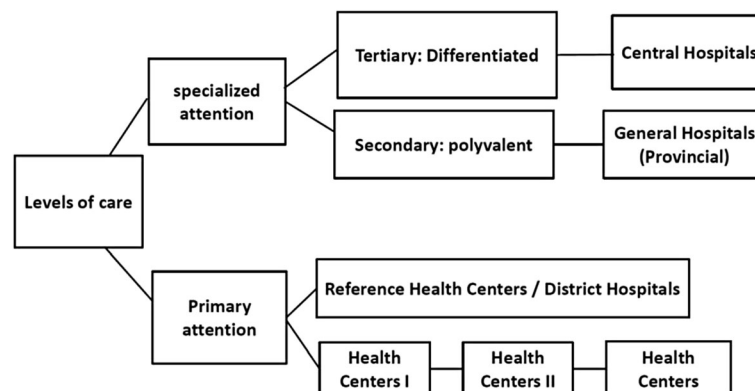 Tertiary: Differentiated
Central Hospitals
specialized
attention
Secondary: polyvalent
General Hospitals
(Provincial)
Levels of care
Primary
attention
Reference Health Centers / District Hospitals
Health
Centers I
Health
Centers II
Health
Centers